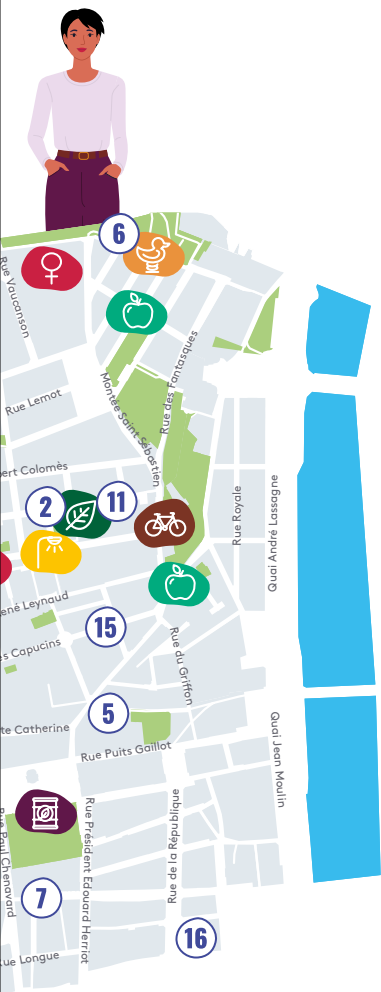 6
Rue Vaucanson
Rue des Fantasques
Montée Saint Sébastien
Rue Lemot
ert Colomès
2
11
Rue Royale
Quai André Lassagne
ené Leynaud
15
s Capucins
Rue du Griffon
5
te Catherine
Rue Puits Gaillot
Quai Jean Moulin
Rue Paul Chenavard
Rue Président Edouard Herriot
Rue de la République
7
16
ue Longue